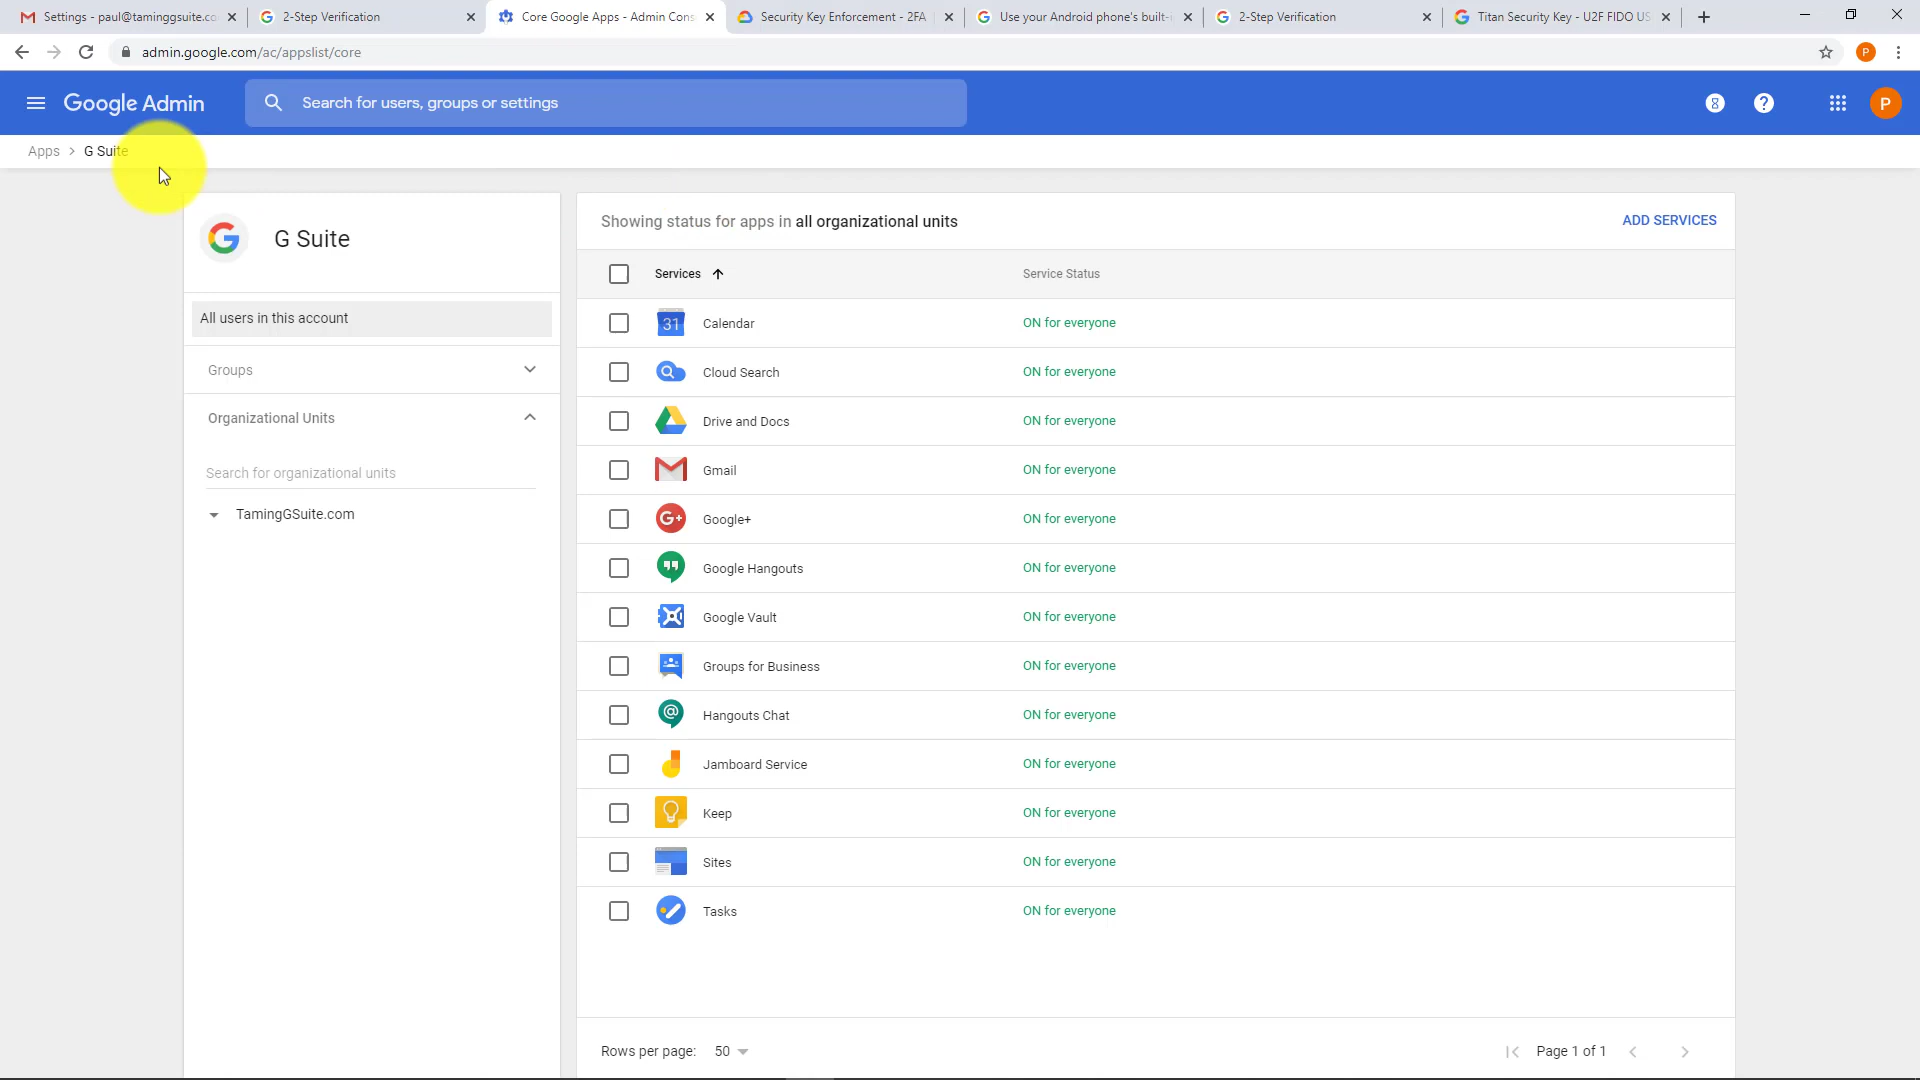 Settings - paul@taminggsuite.co
2-Step Verification
Core Google Apps - Admin Cons
Security Key Enforcement - 2FA
Use your Android phone's built-i
2-Step Verification
Titan Security Key - U2F FIDO US
admin.google.com/ac/appslist/core
P
Google Admin
Search for users, groups or settings
P
Apps > G Suite
G Suite
All users in this account
Groups
Organizational Units
Search for organizational units
TamingGSuite.com
Showing status for apps in all organizational units
ADD SERVICES
Services
Service Status
31
Calendar
ON for everyone
Cloud Search
ON for everyone
Drive and Docs
ON for everyone
Gmail
ON for everyone
G+
Google+
ON for everyone
Google Hangouts
ON for everyone
Google Vault
ON for everyone
Groups for Business
ON for everyone
@
Hangouts Chat
ON for everyone
Jamboard Service
ON for everyone
Keep
ON for everyone
Sites
ON for everyone
Tasks
ON for everyone
Rows per page: 50
Page 1 of 1